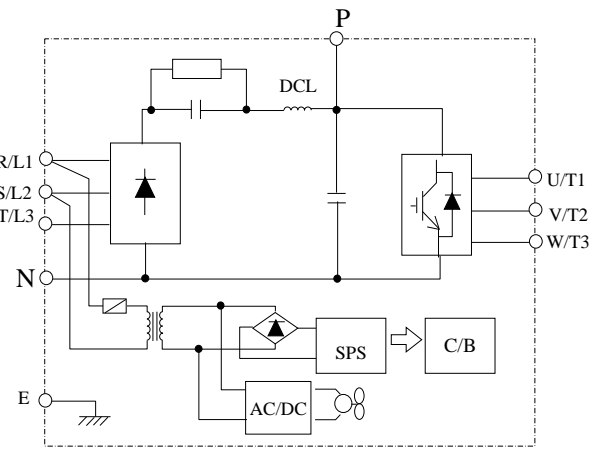 P
DCL
R/L1
S/L2
T/L3
U/T1
V/T2
W/T3
N
SPS
C/B
E
AC/DC